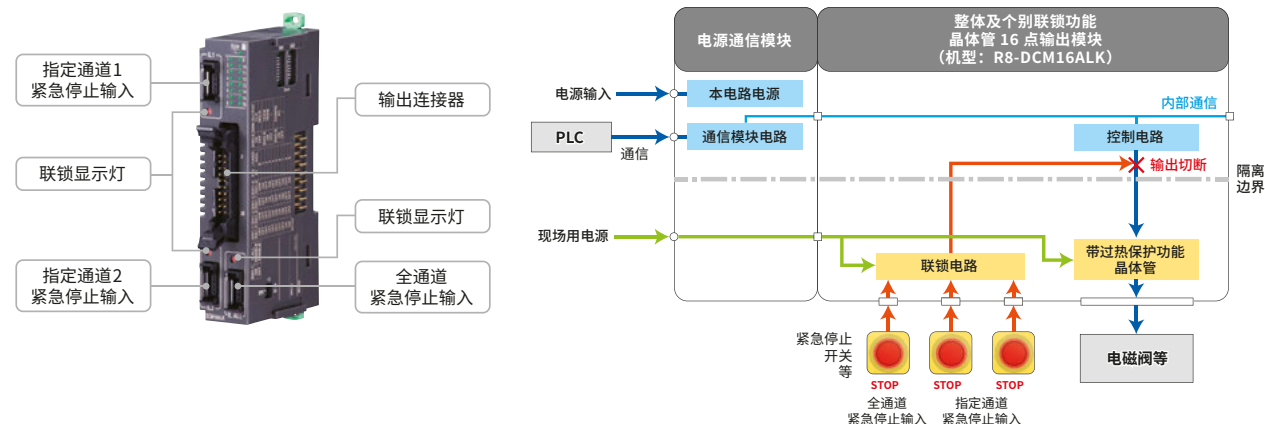 指定通道1
紧急停止输入
联锁显示灯
指定通道2
紧急停止输入
输出连接器
联锁显示灯
全通道
紧急停止输入
电源通信模块
整体及个别联锁功能
晶体管 16 点输出模块
（机型：R8-DCM16ALK）
电源输入
本电路电源
内部通信
PLC
通信
通信模块电路
控制电路
输出切断
隔离
边界
现场用电源
联锁电路
带过热保护功能
晶体管
紧急停止
开关
等
STOP
STOP
STOP
电磁阀等
全通道
紧急停止输入
指定通道
紧急停止输入